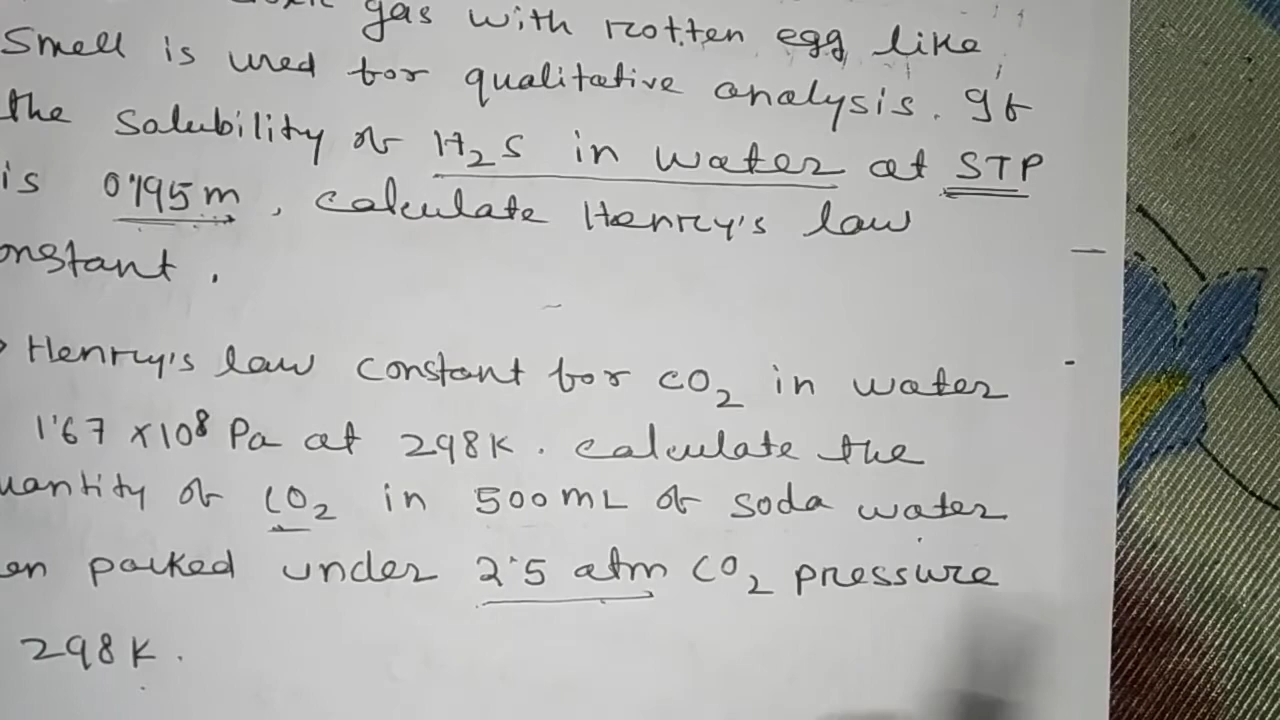 gas with rotten egg like
Smell is used for qualitative analysis. If
the Solubility of H₂S in water at STP
is 0.195 m, calculate Henry's law
onstant.
Henry's law constant for CO₂ in water
1.67 × 10⁸ Pa at 298K. calculate the
uantity of CO₂ in 500 mL of soda water
en packed under 2.5 atm CO₂ pressure
298K.